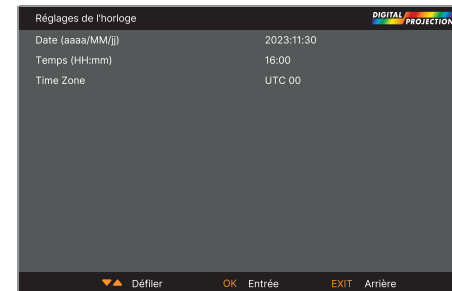 Réglages de l'horloge
DIGITAL
PROJECTION
Date (aaaa/MM/jj) 2023:11:30
Temps (HH:mm) 16:00
Time Zone UTC 00
Défiler OK Entrée EXIT Arrière